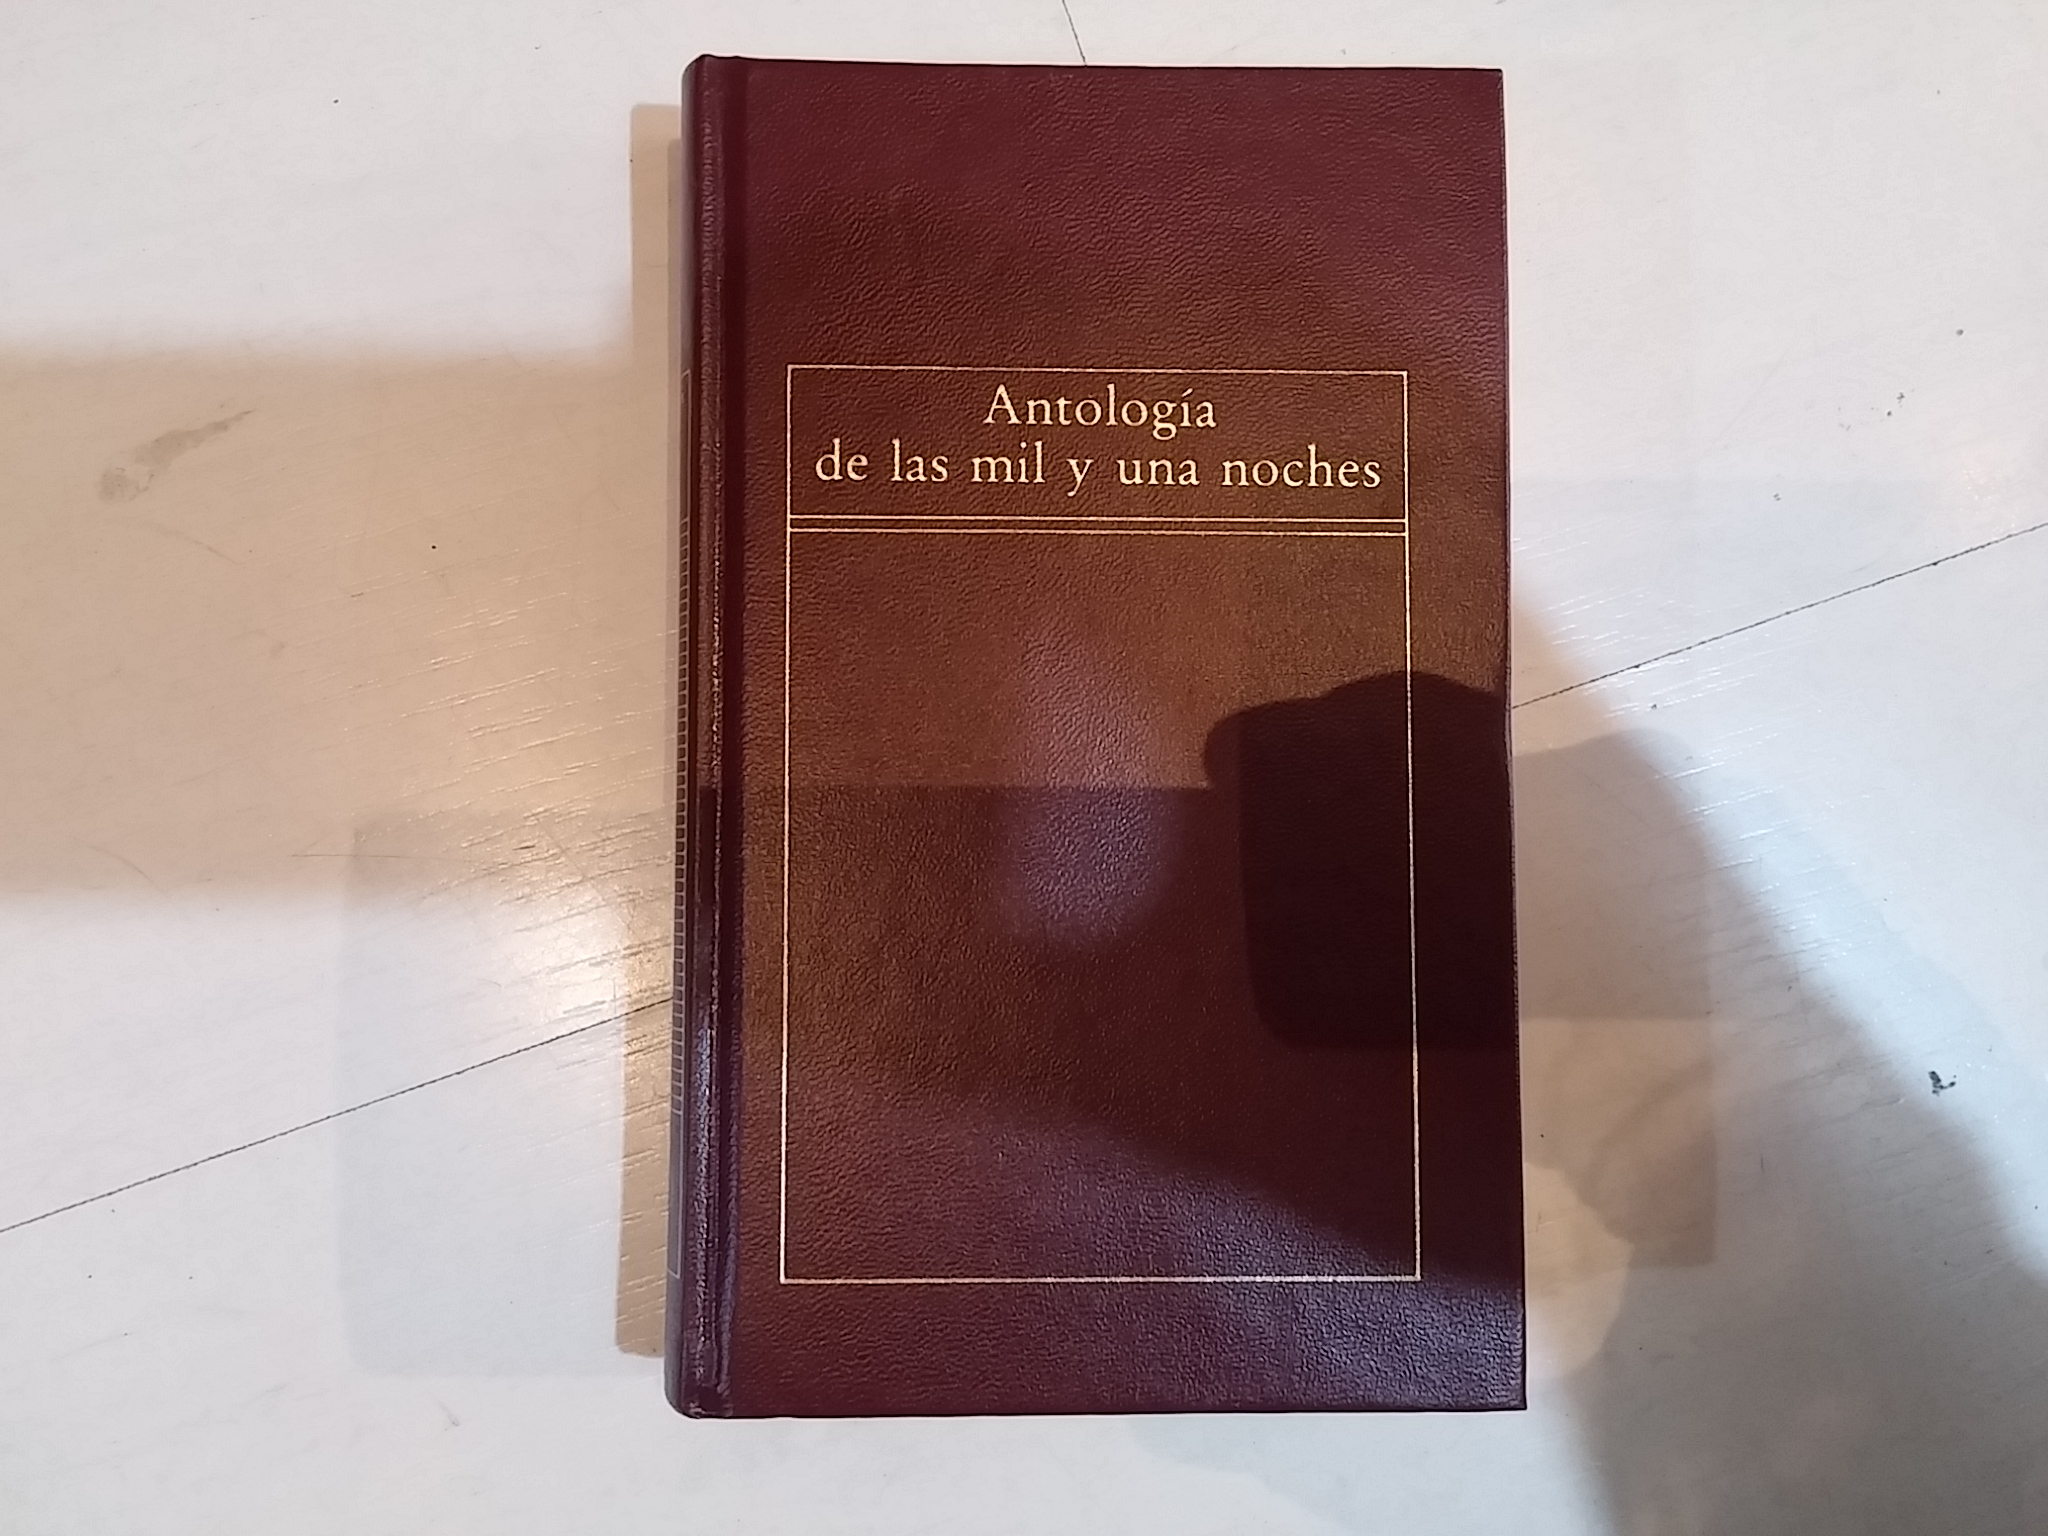 Antología
de las mil y una noches